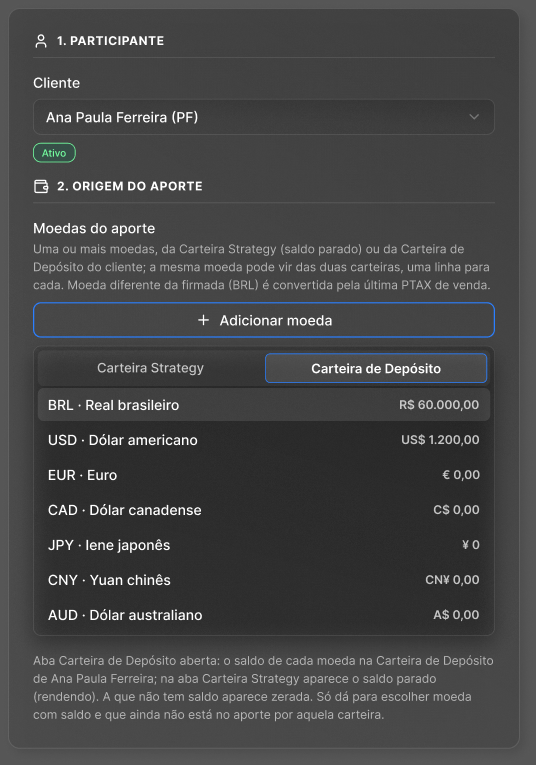 1. PARTICIPANTE
Cliente
Ana Paula Ferreira (PF)
Ativo
2. ORIGEM DO APORTE
Moedas do aporte
Uma ou mais moedas, da Carteira Strategy (saldo parado) ou da Carteira de
Depósito do cliente; a mesma moeda pode vir das duas carteiras, uma linha para
cada. Moeda diferente da firmada (BRL) é convertida pela última PTAX de venda.
+ Adicionar moeda
Carteira Strategy Carteira de Depósito
BRL · Real brasileiro R$ 60.000,00
USD · Dólar americano US$ 1.200,00
EUR · Euro € 0,00
CAD · Dólar canadense C$ 0,00
JPY · Iene japonês ¥ 0
CNY · Yuan chinês CN¥ 0,00
AUD · Dólar australiano A$ 0,00
Aba Carteira de Depósito aberta: o saldo de cada moeda na Carteira de Depósito
de Ana Paula Ferreira; na aba Carteira Strategy aparece o saldo parado
(rendendo). A que não tem saldo aparece zerada. Só dá para escolher moeda
com saldo e que ainda não está no aporte por aquela carteira.